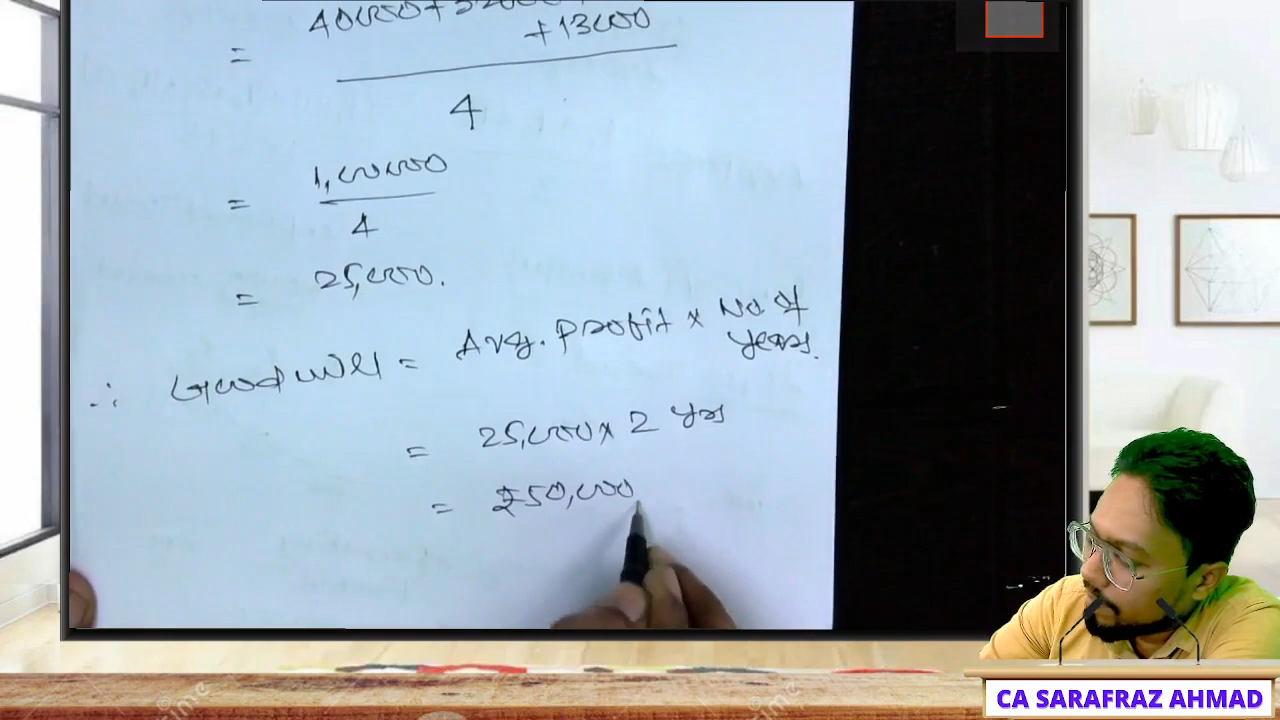 +13000
=
4
1,00000
=
4
= 25,000.
∴ Goodwill = Avg. Profit × No of
years.
= 25,000 × 2 yrs
= ₹50,000
CA SARAFRAZ AHMAD